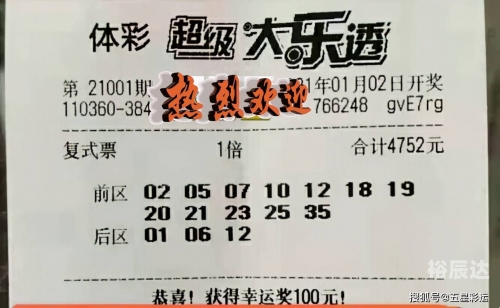 体彩 超级大乐透
第 21001期
热烈欢迎
21年01月02日开奖
110360-384
766248 gvE7rg
复式票 1倍 合计4752元
前区 02 05 07 10 12 18 19
20 21 23 25 35
后区 01 06 12
裕辰达
恭喜!获得幸运奖100元!
搜狐号@五星彩运